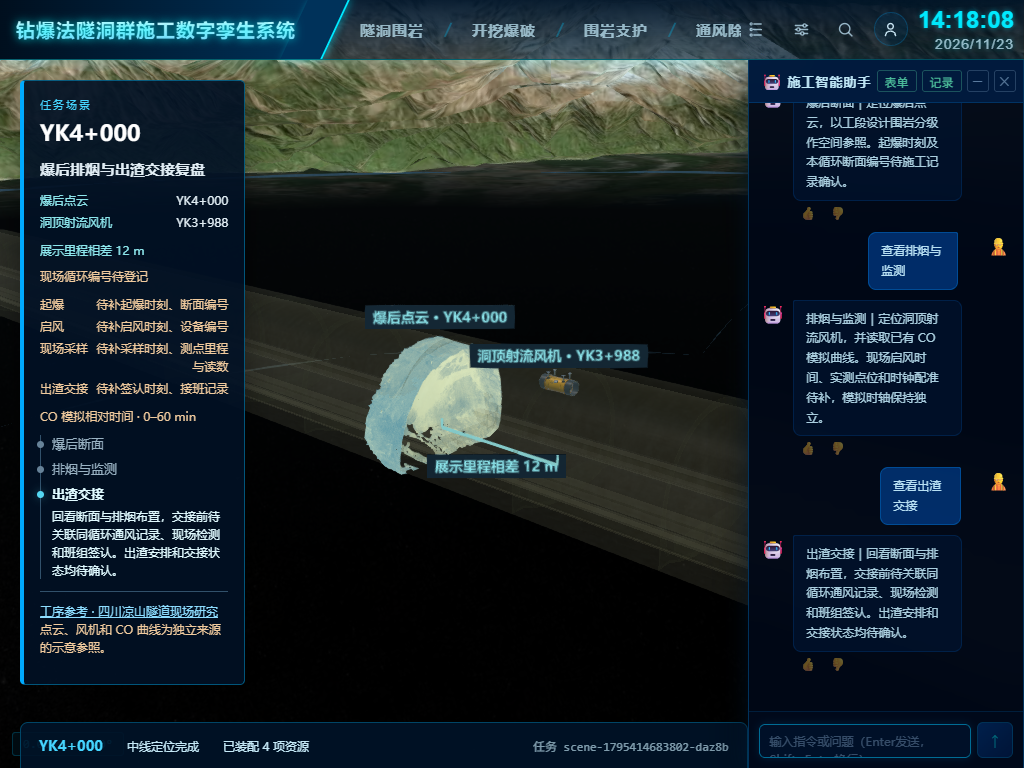 钻爆法隧洞群施工数字孪生系统
隧洞围岩 / 开挖爆破 / 围岩支护 / 通风除
14:18:08
2026/11/23
任务场景
YK4+000
爆后排烟与出渣交接复盘
爆后点云 YK4+000
洞顶射流风机 YK3+988
展示里程相差 12 m
现场循环编号待登记
起爆 待补起爆时刻、断面编号
启风 待补启风时刻、设备编号
现场采样 待补采样时刻、测点里程
与读数
出渣交接 待补签认时刻、接班记录
CO 模拟相对时间 · 0–60 min
爆后断面
排烟与监测
出渣交接
回看断面与排烟布置，交接前待
关联同循环通风记录、现场检测
和班组签认。出渣安排和交接状
态均待确认。
工序参考 · 四川凉山隧道现场研究
点云、风机和 CO 曲线为独立来源
的示意参照。
爆后点云 · YK4+000
洞顶射流风机 · YK3+988
展示里程相差 12 m
YK4+000 中线定位完成 已装配 4 项资源
任务 scene-1795414683802-daz8b
施工智能助手 表单 记录
爆后断面 | 定位爆后点
云，以工段设计围岩分级
作空间参照。起爆时刻及
本循环断面编号待施工记
录确认。
查看排烟与
监测
排烟与监测 | 定位洞顶射
流风机，并读取已有 CO
模拟曲线。现场启风时
间、实测点位和时钟配准
待补，模拟时轴保持独
立。
查看出渣
交接
出渣交接 | 回看断面与排
烟布置，交接前待关联同
循环通风记录、现场检测
和班组签认。出渣安排和
交接状态均待确认。
输入指令或问题（Enter发送，